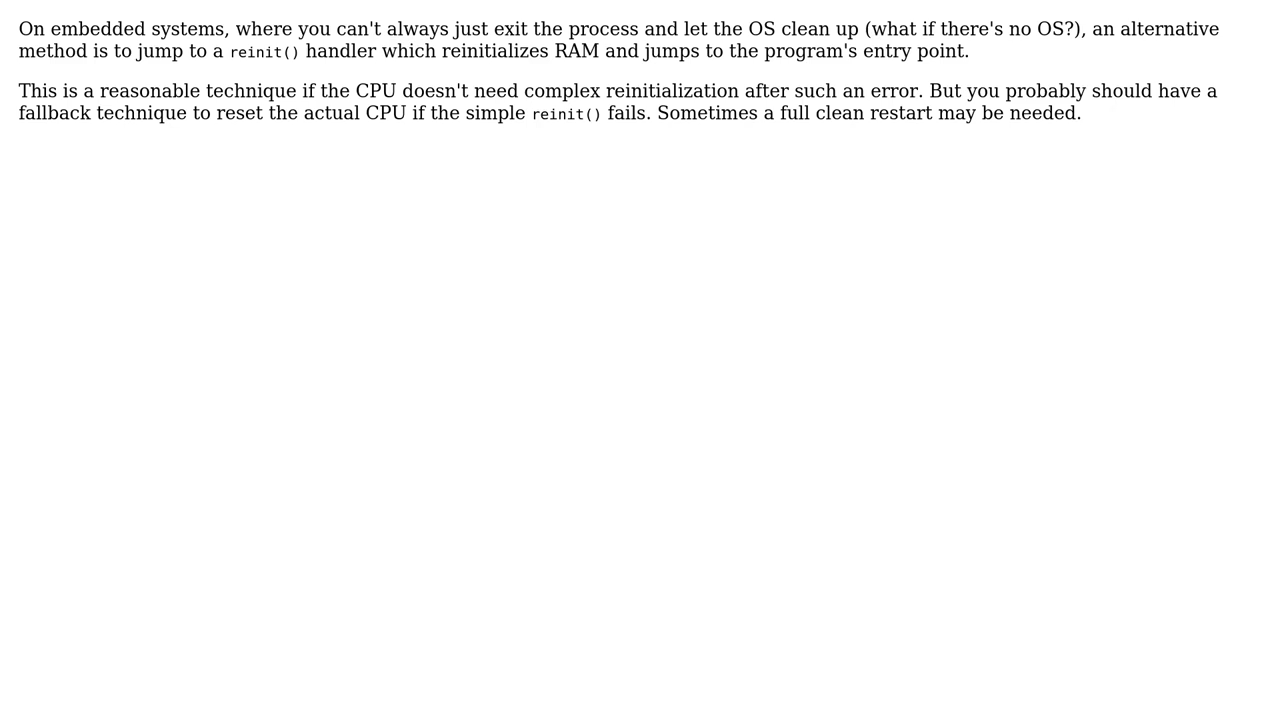 On embedded systems, where you can't always just exit the process and let the OS clean up (what if there's no OS?), an alternative
method is to jump to a reinit() handler which reinitializes RAM and jumps to the program's entry point.
This is a reasonable technique if the CPU doesn't need complex reinitialization after such an error. But you probably should have a
fallback technique to reset the actual CPU if the simple reinit() fails. Sometimes a full clean restart may be needed.